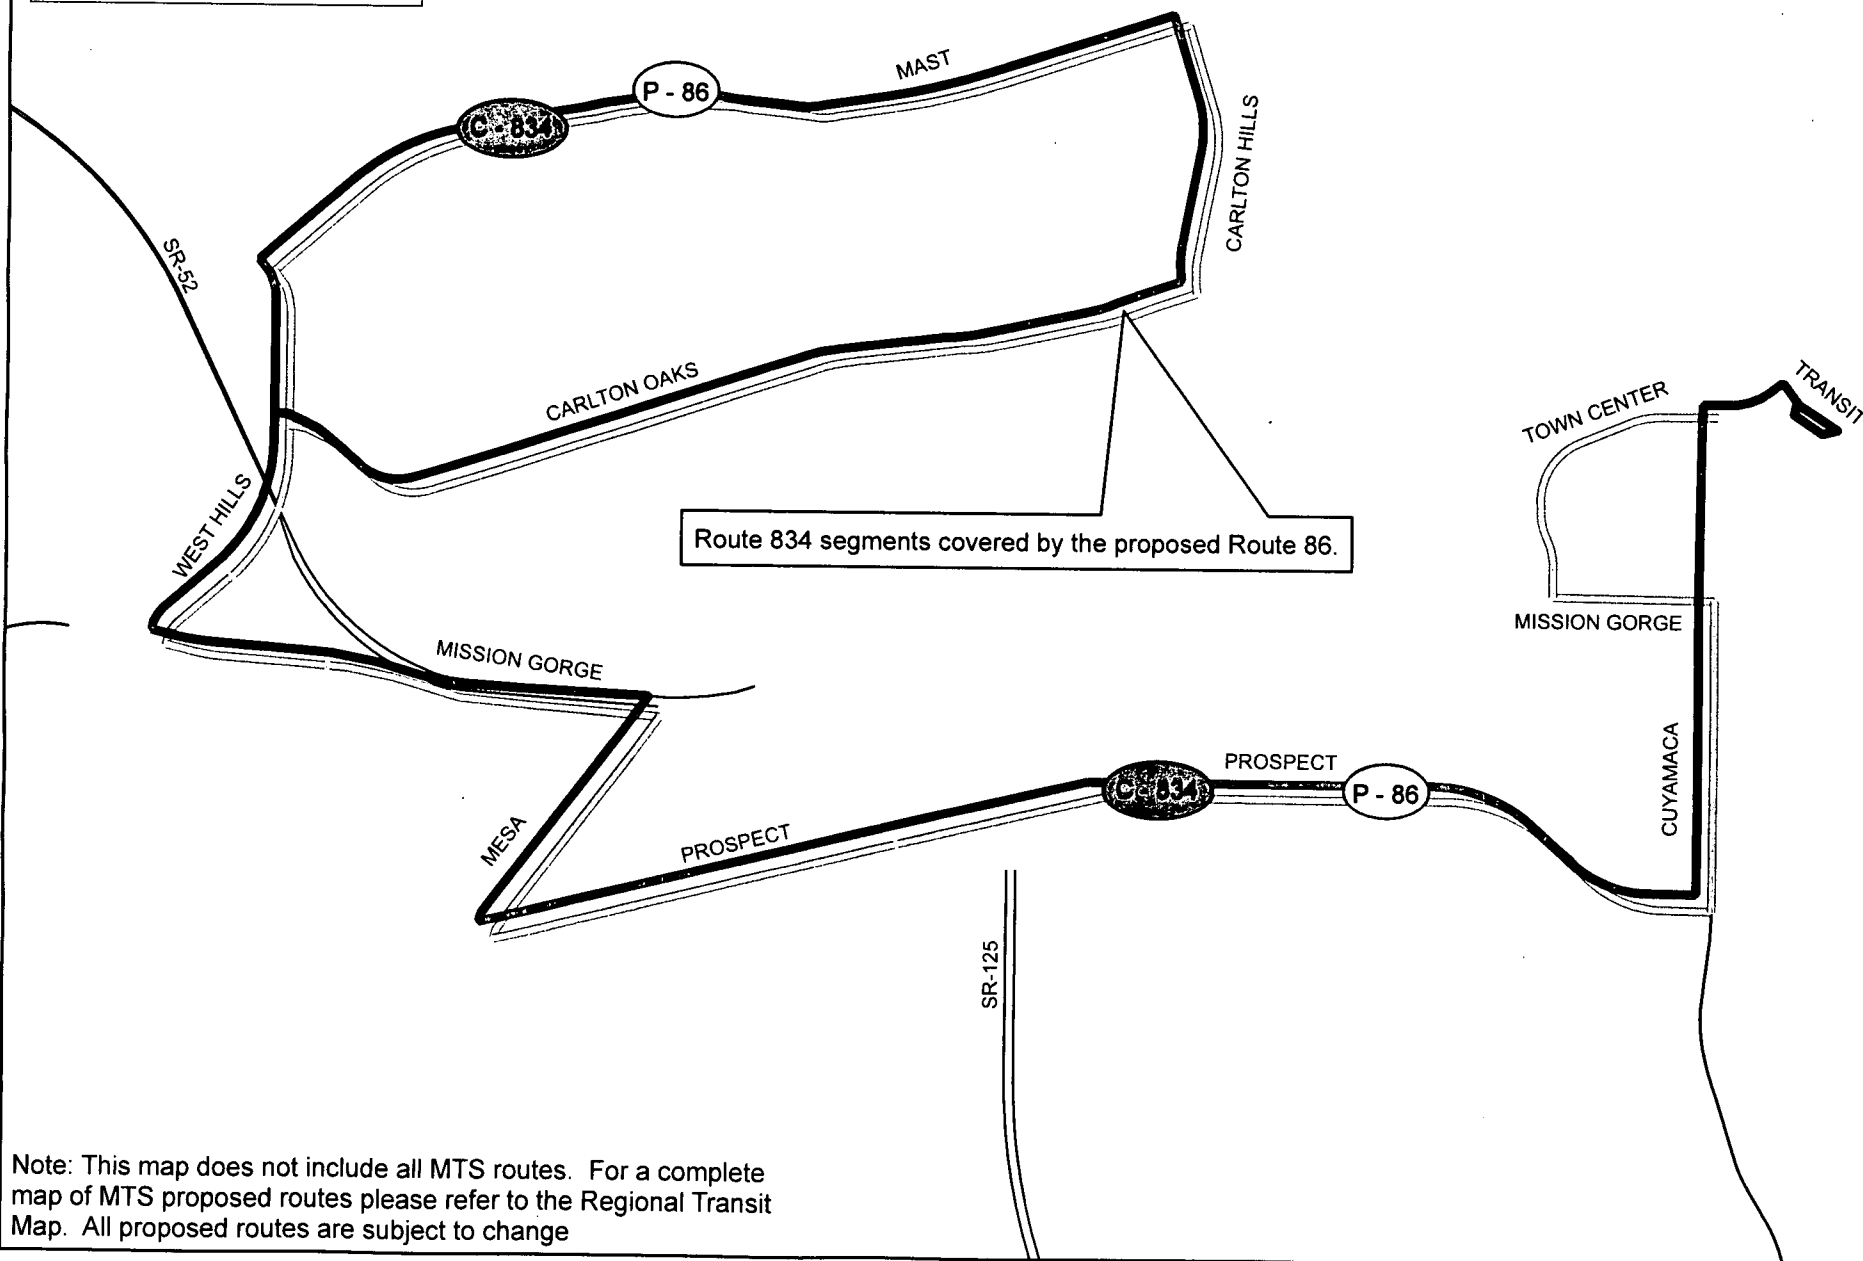 MAST
P - 86
C - 834
CARLTON HILLS
SR-52
CARLTON OAKS
TRANSIT
TOWN CENTER
WEST HILLS
Route 834 segments covered by the proposed Route 86.
MISSION GORGE
MISSION GORGE
CUYAMACA
PROSPECT
C - 834
P - 86
MESA
PROSPECT
SR-125
Note: This map does not include all MTS routes. For a complete
map of MTS proposed routes please refer to the Regional Transit
Map. All proposed routes are subject to change